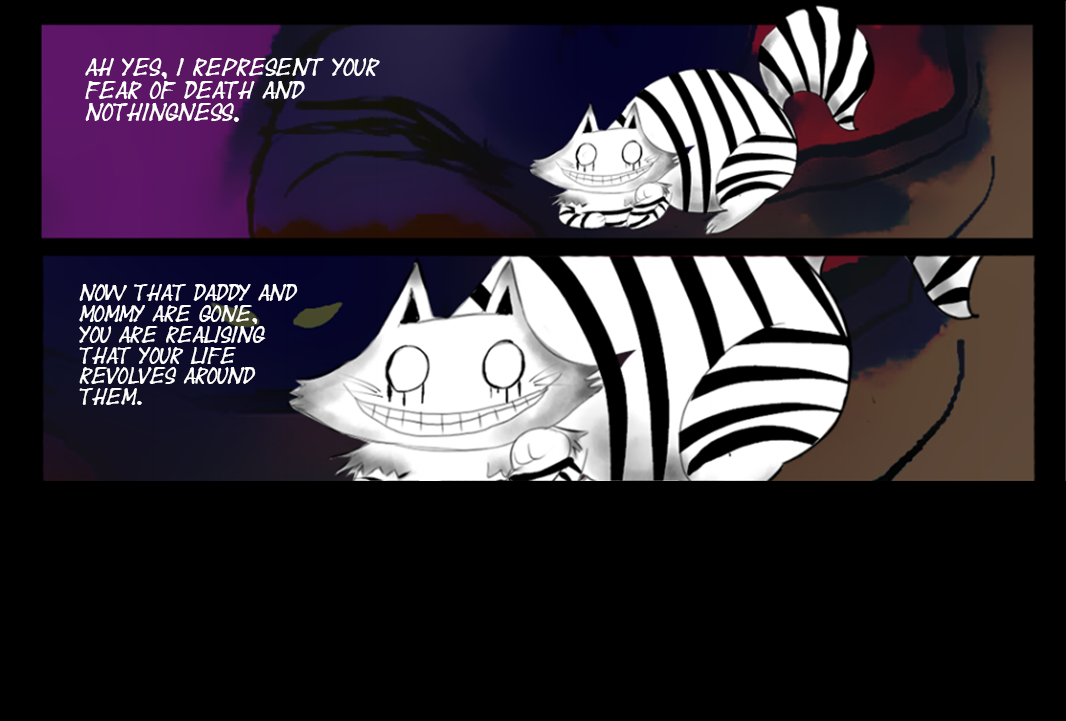 AH YES, I REPRESENT YOUR
FEAR OF DEATH AND
NOTHINGNESS.
NOW THAT DADDY AND
MOMMY ARE GONE,
YOU ARE REALISING
THAT YOUR LIFE
REVOLVES AROUND
THEM.